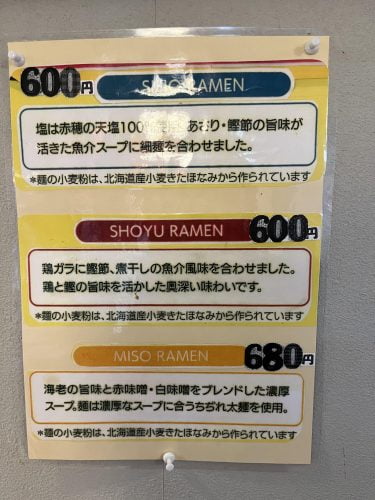 600円 SHIO RAMEN
塩は赤穂の天塩100%使用。あおり・鰹節の旨味が
活きた魚介スープに細麺を合わせました。
*麺の小麦粉は、北海道産小麦きたほなみから作られています
SHOYU RAMEN 600円
鶏ガラに鰹節、煮干しの魚介風味を合わせました。
鶏と鰹の旨味を活かした奥深い味わいです。
*麺の小麦粉は、北海道産小麦きたほなみから作られています
MISO RAMEN 680円
海老の旨味と赤味噌・白味噌をブレンドした濃厚
スープ。麺は濃厚なスープに合うちぢれ太麺を使用。
*麺の小麦粉は、北海道産小麦きたほなみから作られています